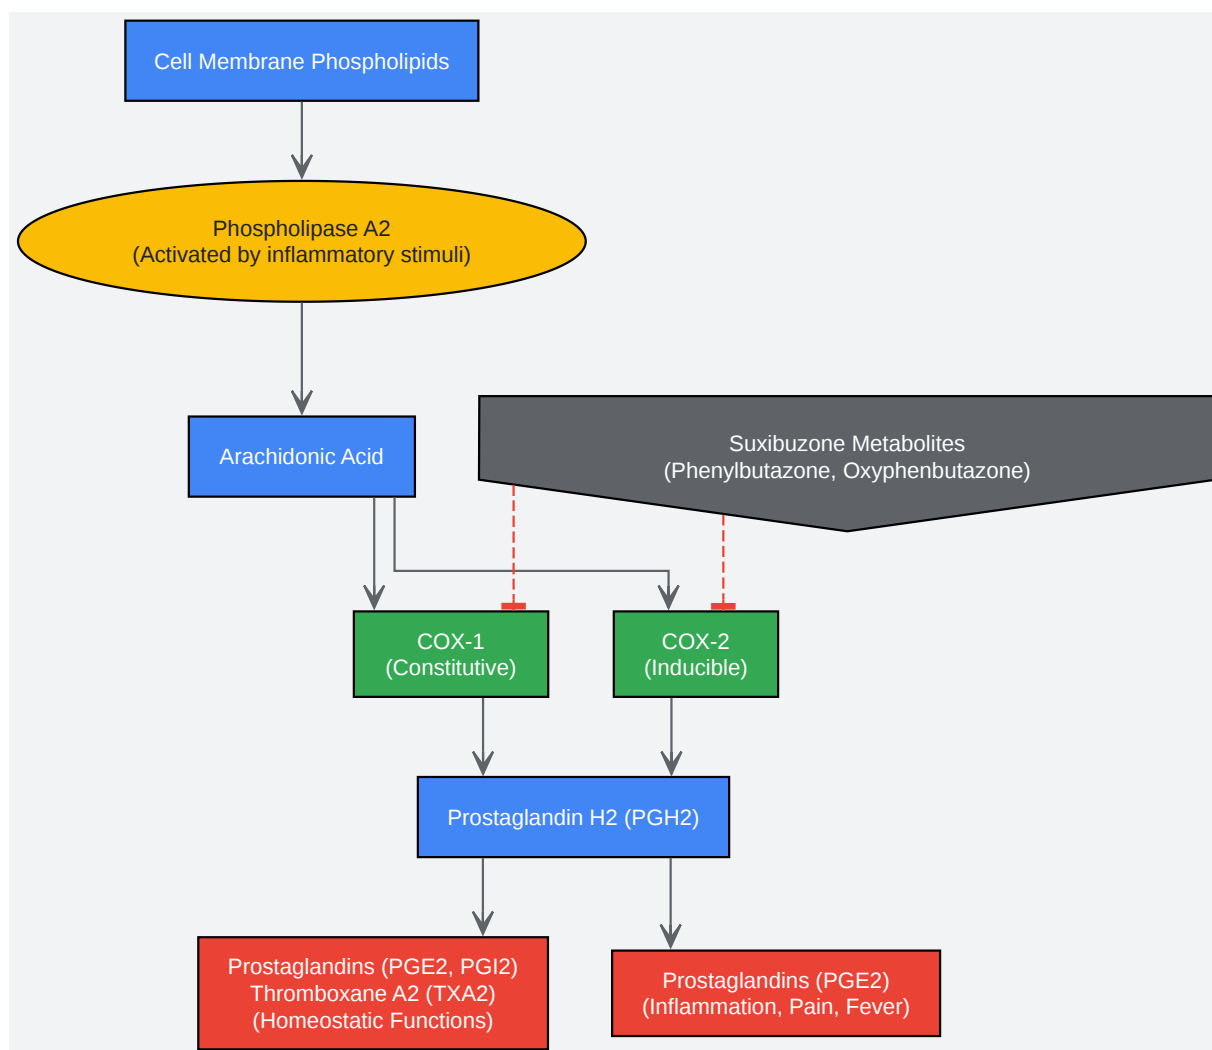 Cell Membrane Phospholipids
Phospholipase A2
(Activated by inflammatory stimuli)
Arachidonic Acid
Suxibuzone Metabolites
(Phenylbutazone, Oxyphenbutazone)
COX-1
(Constitutive)
COX-2
(Inducible)
Prostaglandin H2 (PGH2)
Prostaglandins (PGE2, PGI2)
Thromboxane A2 (TXA2)
(Homeostatic Functions)
Prostaglandins (PGE2)
(Inflammation, Pain, Fever)